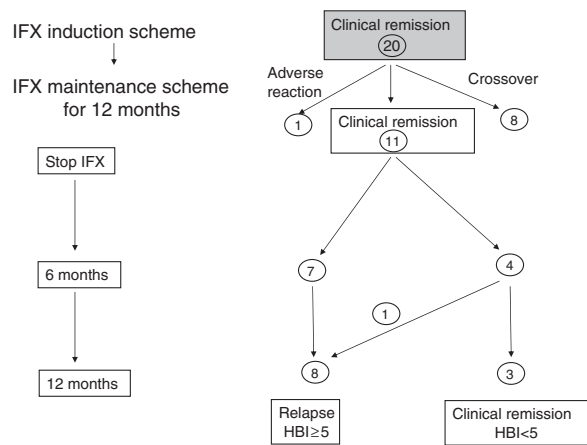 IFX induction scheme
IFX maintenance scheme
for 12 months
Stop IFX
6 months
12 months
Clinical remission
20
Adverse
reaction
Crossover
1
8
Clinical remission
11
7
4
1
8
3
Relapse
HBI≥5
Clinical remission
HBI<5